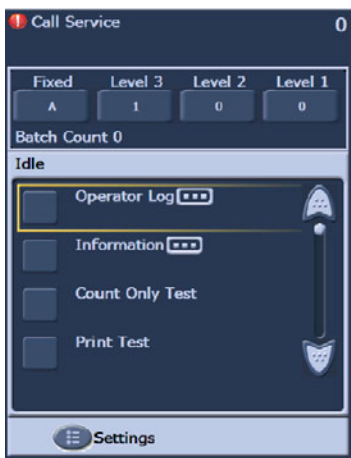 Call Service 0
Fixed Level 3 Level 2 Level 1
A 1 0 0
Batch Count 0
Idle
Operator Log
Information
Count Only Test
Print Test
Settings